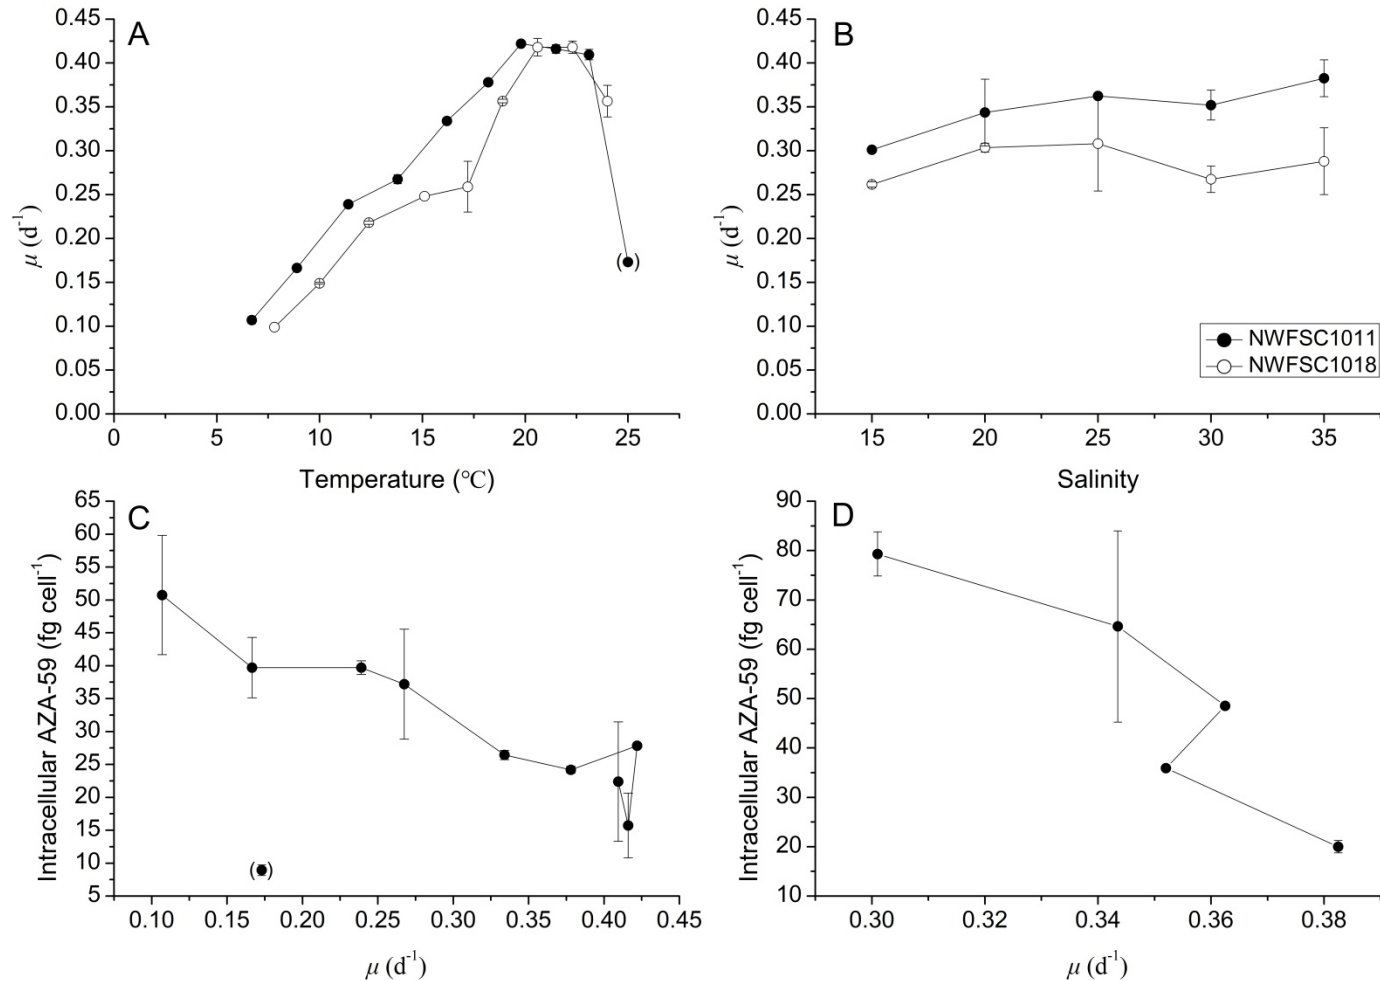 A
0.45
0.40
0.35
0.30
0.25
0.20
0.15
0.10
0.05
0.00
μ (d⁻¹)
( )
0 5 10 15 20 25
Temperature (℃)
B
0.45
0.40
0.35
0.30
0.25
0.20
0.15
0.10
0.05
0.00
μ (d⁻¹)
NWFSC1011
NWFSC1018
15 20 25 30 35
Salinity
C
65
60
55
50
45
40
35
30
25
20
15
10
5
Intracellular AZA-59 (fg cell⁻¹)
( )
0.10 0.15 0.20 0.25 0.30 0.35 0.40 0.45
μ (d⁻¹)
D
90
80
70
60
50
40
30
20
10
Intracellular AZA-59 (fg cell⁻¹)
0.30 0.32 0.34 0.36 0.38
μ (d⁻¹)